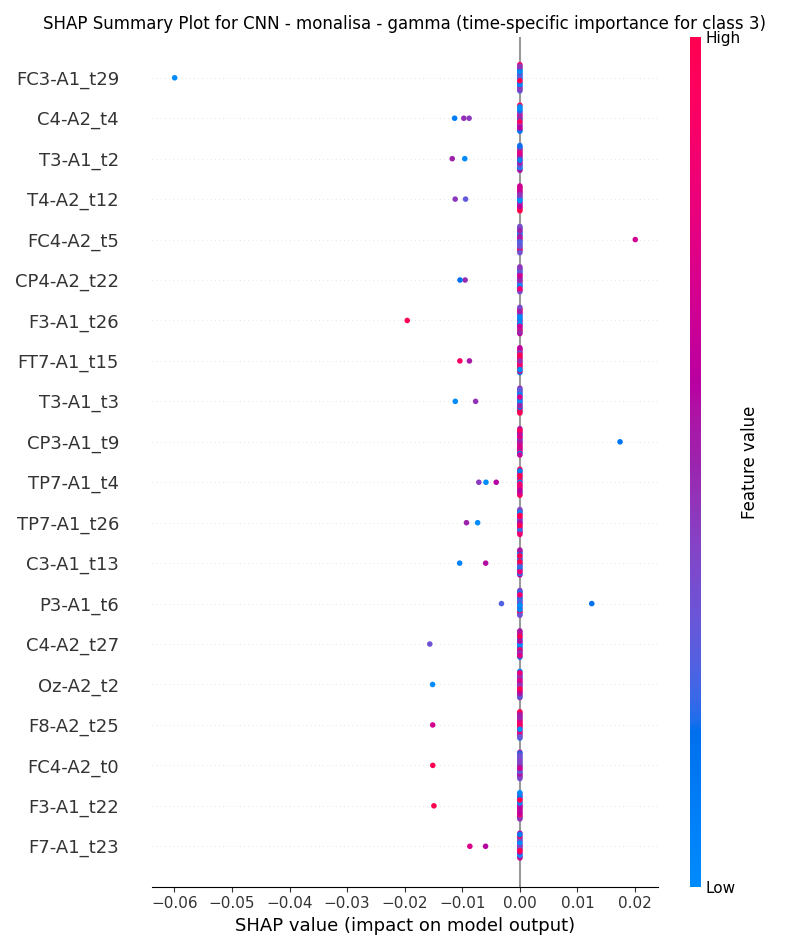 SHAP Summary Plot for CNN - monalisa - gamma (time-specific importance for class 3)
High
FC3-A1_t29
C4-A2_t4
T3-A1_t2
T4-A2_t12
FC4-A2_t5
CP4-A2_t22
F3-A1_t26
FT7-A1_t15
T3-A1_t3
CP3-A1_t9
TP7-A1_t4
TP7-A1_t26
C3-A1_t13
P3-A1_t6
C4-A2_t27
Oz-A2_t2
F8-A2_t25
FC4-A2_t0
F3-A1_t22
F7-A1_t23
Feature value
Low
−0.06 −0.05 −0.04 −0.03 −0.02 −0.01 0.00 0.01 0.02
SHAP value (impact on model output)